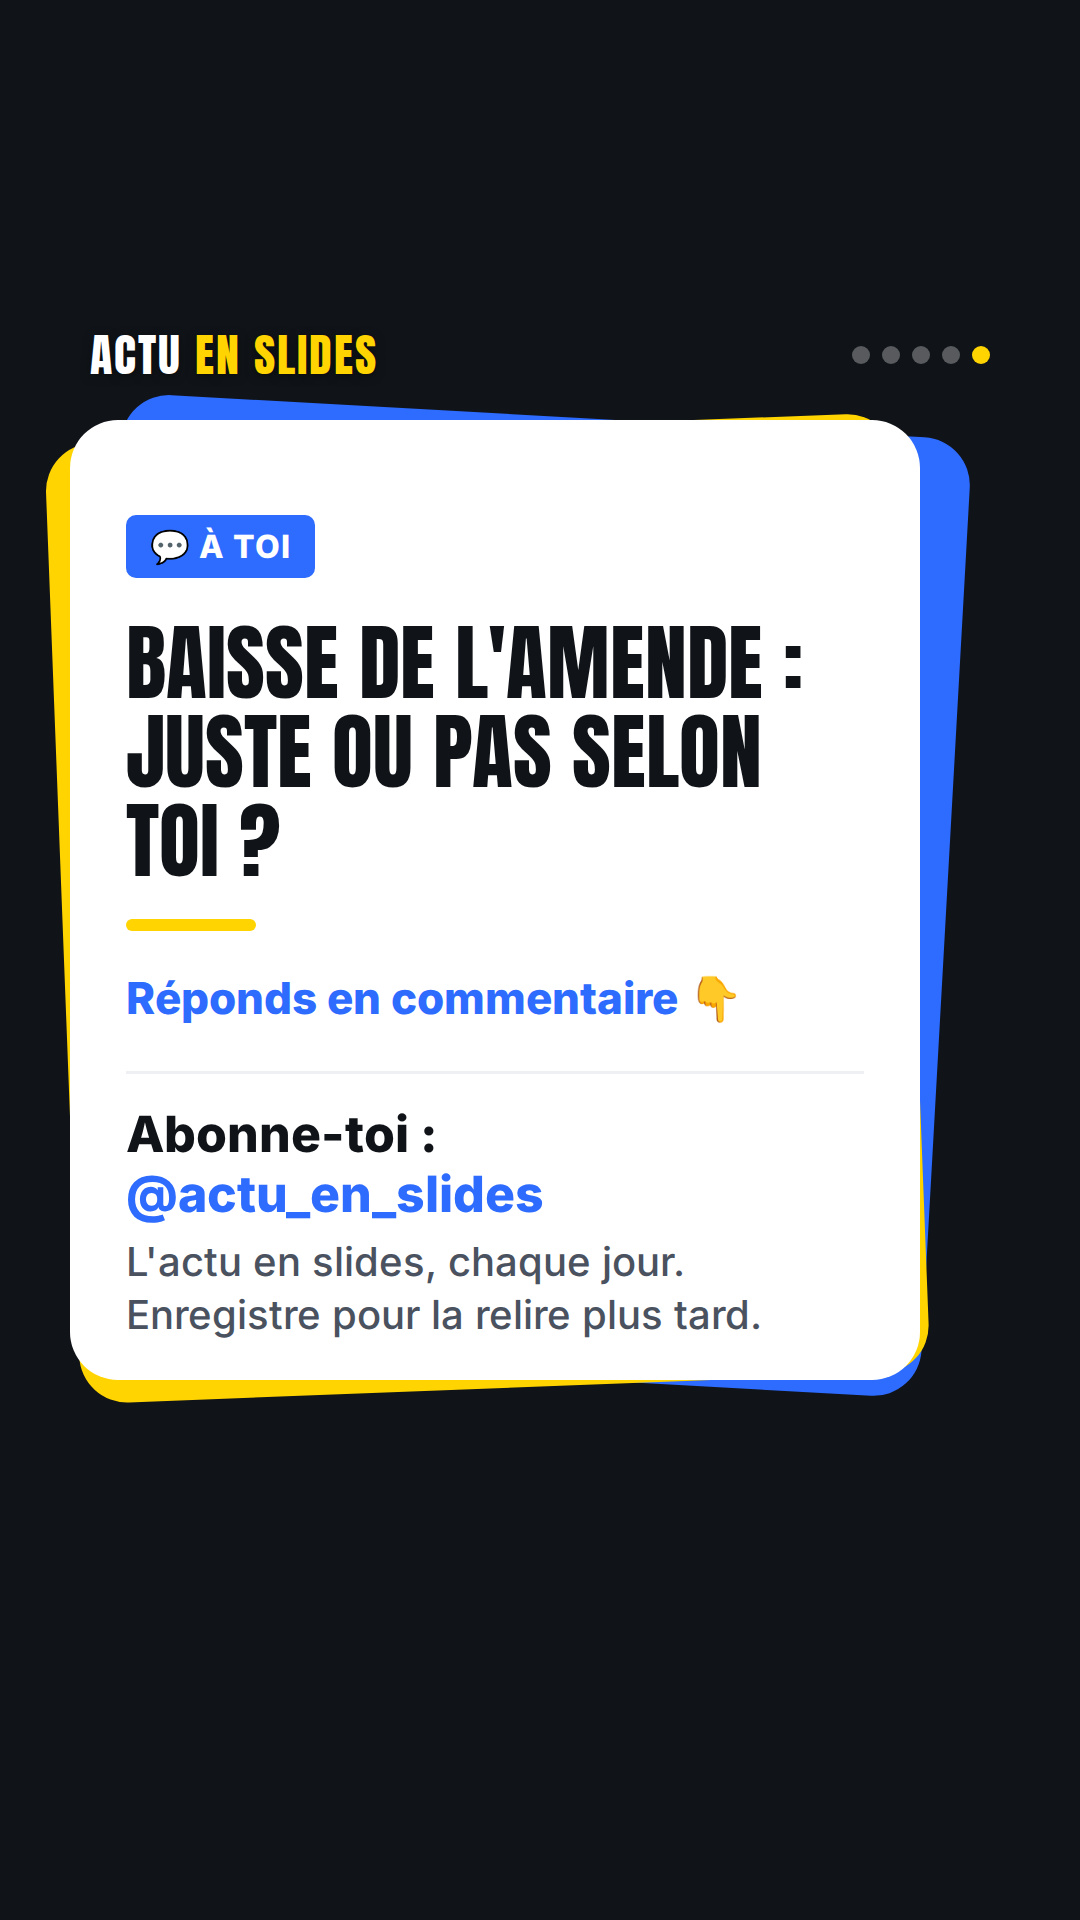 ACTU EN SLIDES
💬 À TOI
BAISSE DE L'AMENDE :
JUSTE OU PAS SELON
TOI ?
Réponds en commentaire 👇
Abonne-toi :
@actu_en_slides
L'actu en slides, chaque jour.
Enregistre pour la relire plus tard.